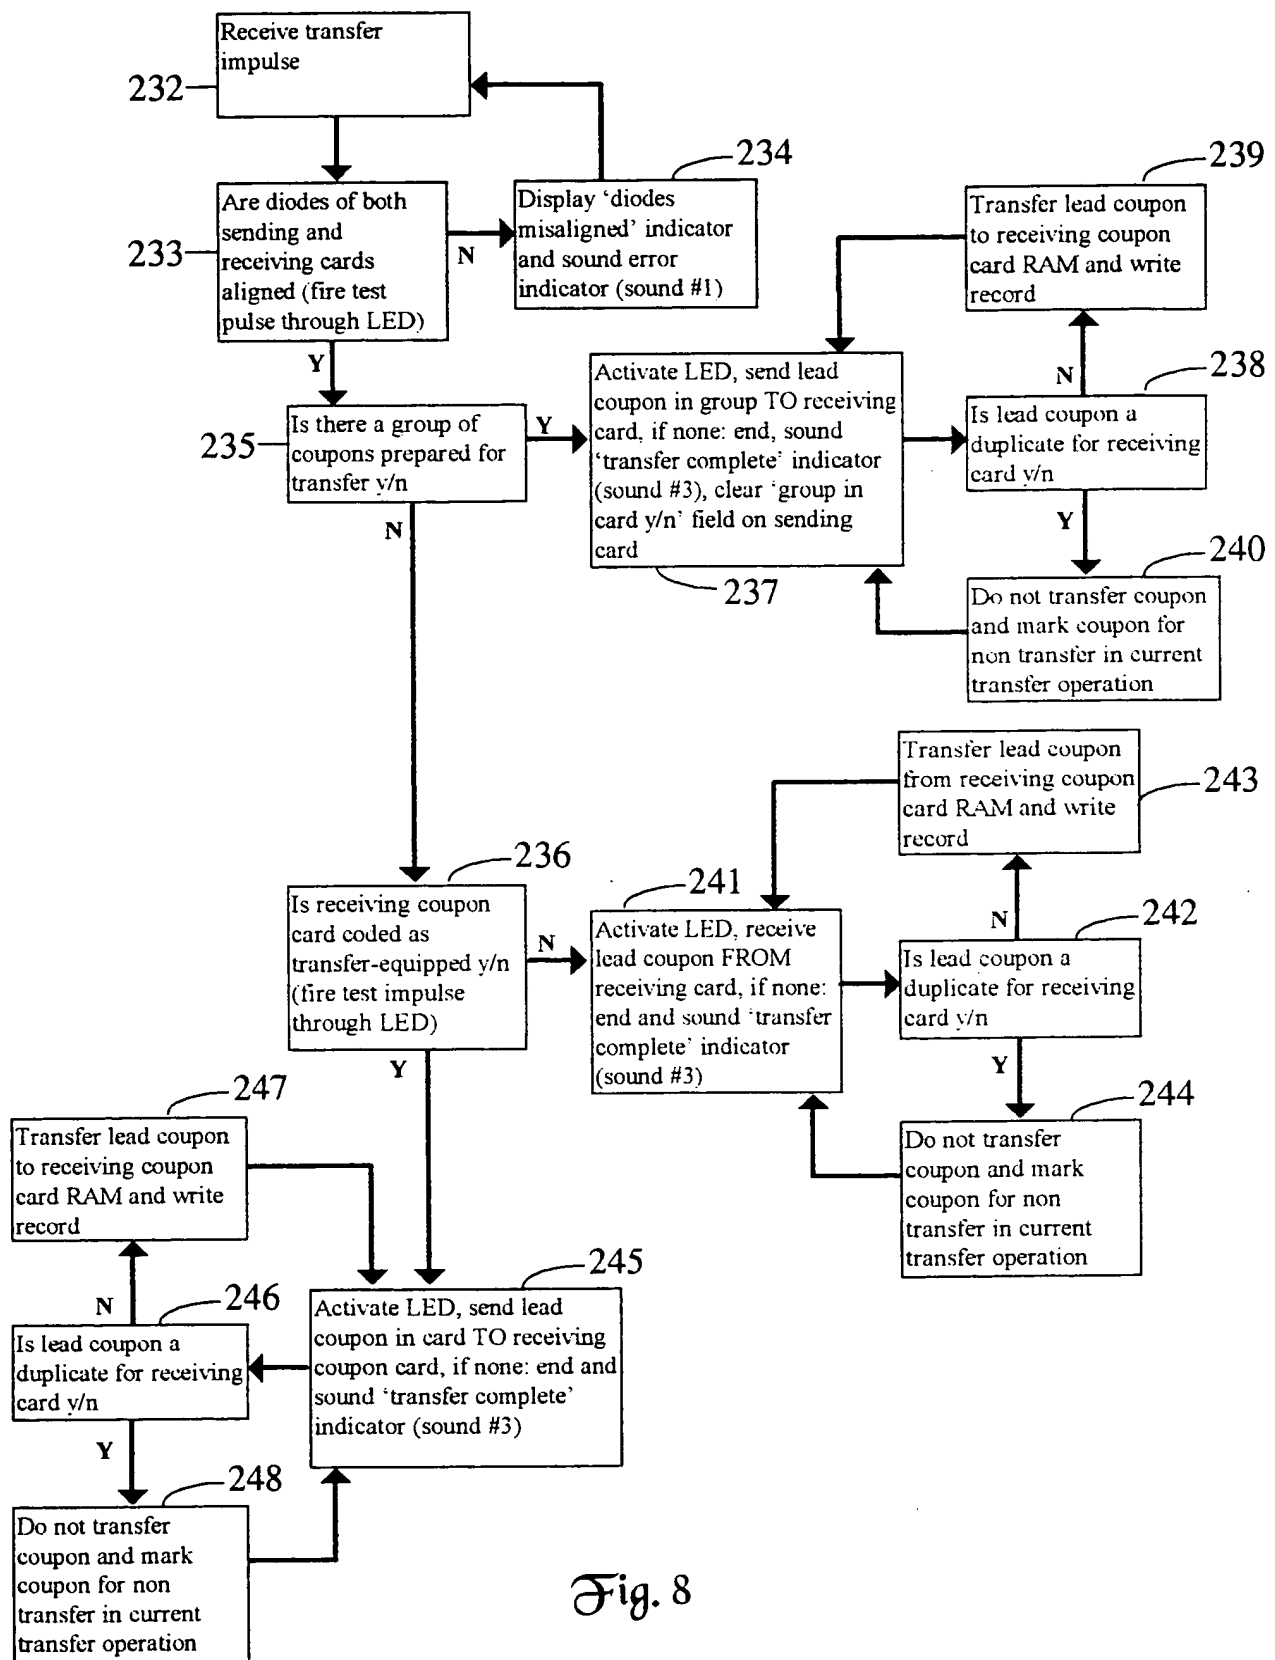 Receive transfer
impulse
232
Are diodes of both
sending and
receiving cards
aligned (fire test
pulse through LED)
233
N
Display ‘diodes
misaligned’ indicator
and sound error
indicator (sound #1)
234
Y
Is there a group of
coupons prepared for
transfer y/n
235
Y
N
Activate LED, send lead
coupon in group TO receiving
card, if none: end, sound
‘transfer complete’ indicator
(sound #3), clear ‘group in
card y/n’ field on sending
card
237
Transfer lead coupon
to receiving coupon
card RAM and write
record
239
N
Is lead coupon a
duplicate for receiving
card y/n
238
Y
Do not transfer coupon
and mark coupon for
non transfer in current
transfer operation
240
Is receiving coupon
card coded as
transfer-equipped y/n
(fire test impulse
through LED)
236
N
Y
Activate LED, receive
lead coupon FROM
receiving card, if none:
end and sound ‘transfer
complete’ indicator
(sound #3)
241
Transfer lead coupon
from receiving coupon
card RAM and write
record
243
N
Is lead coupon a
duplicate for receiving
card y/n
242
Y
Do not transfer
coupon and mark
coupon for non
transfer in current
transfer operation
244
Transfer lead coupon
to receiving coupon
card RAM and write
record
247
N
Is lead coupon a
duplicate for receiving
card y/n
246
Y
Activate LED, send lead
coupon in card TO receiving
coupon card, if none: end and
sound ‘transfer complete’
indicator (sound #3)
245
Do not transfer
coupon and mark
coupon for non
transfer in current
transfer operation
248
Fig. 8